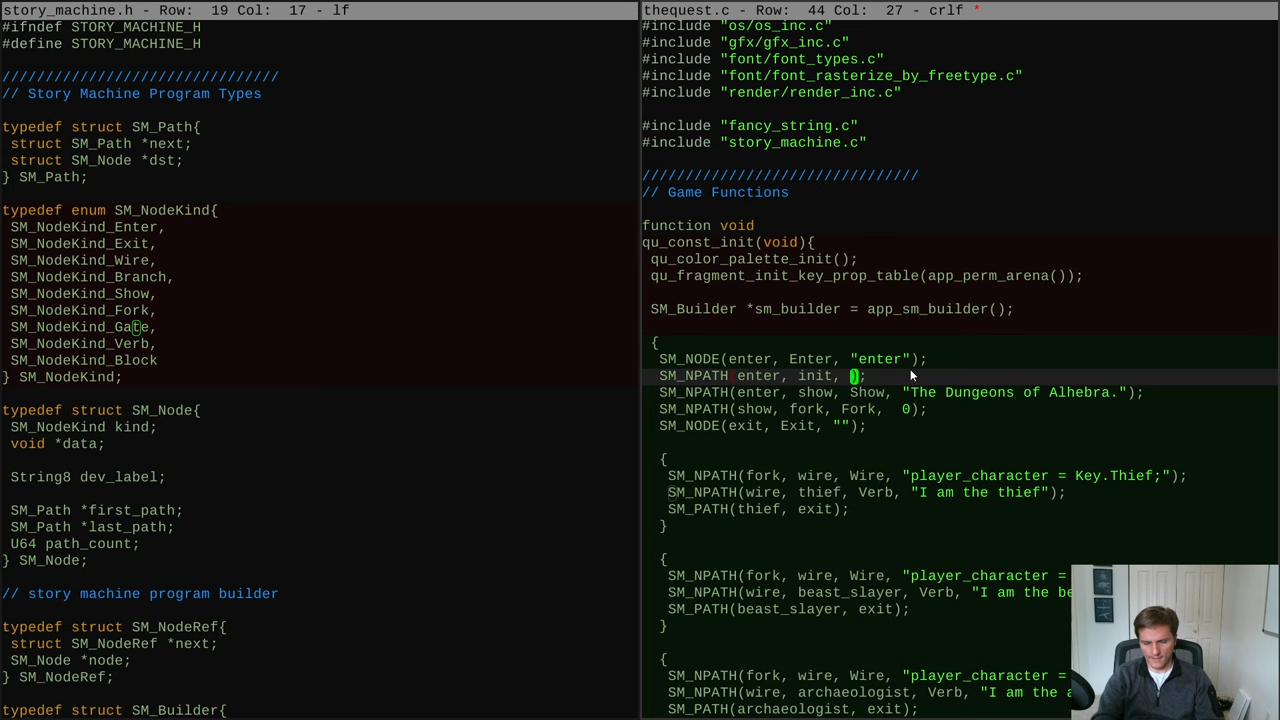 story_machine.h - Row:  19 Col:  17 - lf
#ifndef STORY_MACHINE_H
#define STORY_MACHINE_H
////////////////////////////////
// Story Machine Program Types
typedef struct SM_Path{
 struct SM_Path *next;
 struct SM_Node *dst;
} SM_Path;
typedef enum SM_NodeKind{
 SM_NodeKind_Enter,
 SM_NodeKind_Exit,
 SM_NodeKind_Wire,
 SM_NodeKind_Branch,
 SM_NodeKind_Show,
 SM_NodeKind_Fork,
 SM_NodeKind_Gate,
 SM_NodeKind_Verb,
 SM_NodeKind_Block
} SM_NodeKind;
typedef struct SM_Node{
 SM_NodeKind kind;
 void *data;
 String8 dev_label;
 SM_Path *first_path;
 SM_Path *last_path;
 U64 path_count;
} SM_Node;
// story machine program builder
typedef struct SM_NodeRef{
 struct SM_NodeRef *next;
 SM_Node *node;
} SM_NodeRef;
typedef struct SM_Builder{
thequest.c - Row:  44 Col:  27 - crlf *
#include "os/os_inc.c"
#include "gfx/gfx_inc.c"
#include "font/font_types.c"
#include "font/font_rasterize_by_freetype.c"
#include "render/render_inc.c"
#include "fancy_string.c"
#include "story_machine.c"
////////////////////////////////
// Game Functions
function void
qu_const_init(void){
 qu_color_palette_init();
 qu_fragment_init_key_prop_table(app_perm_arena());
 SM_Builder *sm_builder = app_sm_builder();
 {
  SM_NODE(enter, Enter, "enter");
  SM_NPATH(enter, init, );
  SM_NPATH(enter, show, Show, "The Dungeons of Alhebra.");
  SM_NPATH(show, fork, Fork,  0);
  SM_NODE(exit, Exit, "");
  {
   SM_NPATH(fork, wire, Wire, "player_character = Key.Thief;");
   SM_NPATH(wire, thief, Verb, "I am the thief");
   SM_PATH(thief, exit);
  }
  {
   SM_NPATH(fork, wire, Wire, "player_character =
   SM_NPATH(wire, beast_slayer, Verb, "I am the be
   SM_PATH(beast_slayer, exit);
  }
  {
   SM_NPATH(fork, wire, Wire, "player_character =
   SM_NPATH(wire, archaeologist, Verb, "I am the a
   SM_PATH(archaeologist, exit);